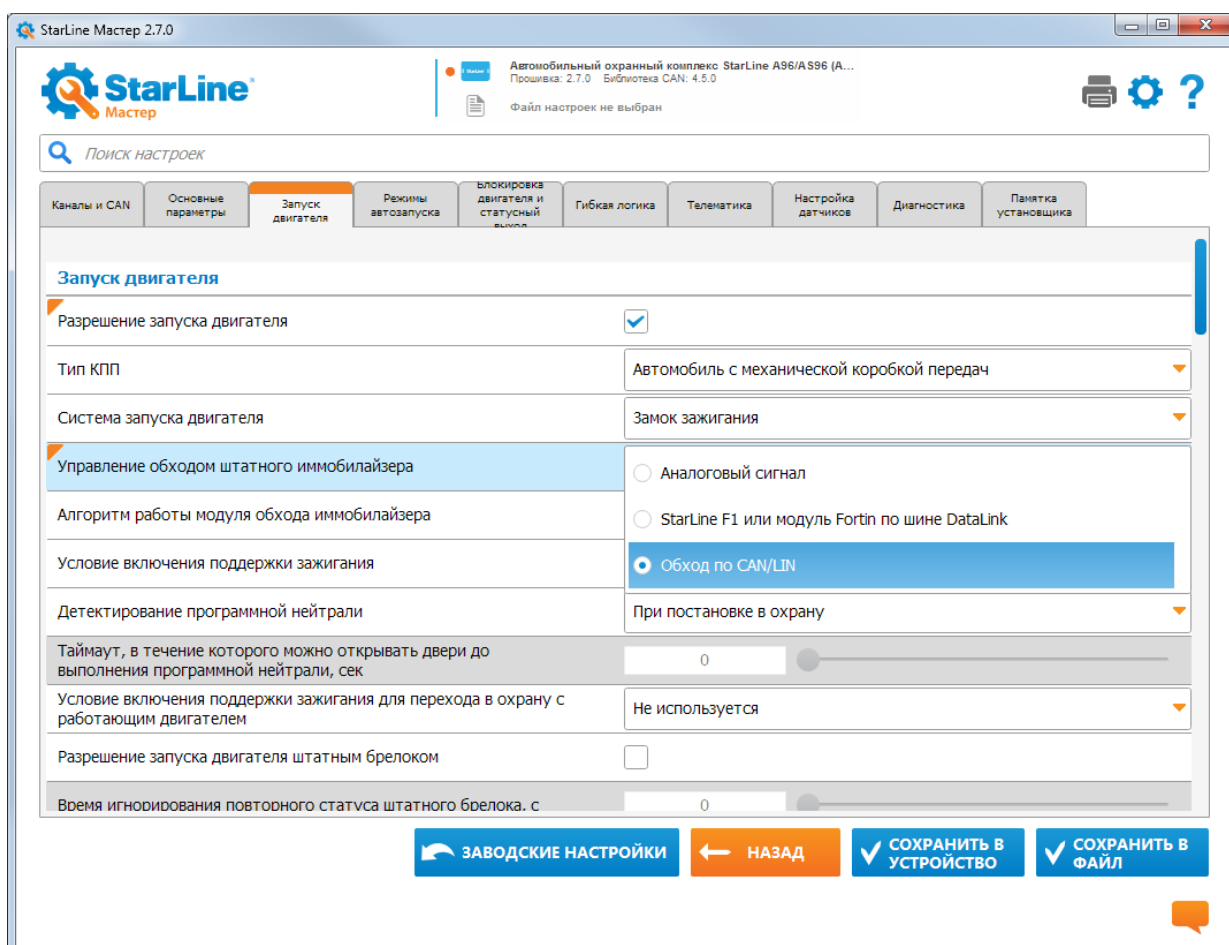 StarLine Мастер 2.7.0
StarLine
Мастер
Автомобильный охранный комплекс StarLine A96/AS96 (A...
Прошивка: 2.7.0 Библиотека CAN: 4.5.0
Файл настроек не выбран
?
Поиск настроек
Каналы и CAN
Основные
параметры
Запуск
двигателя
Режимы
автозапуска
Блокировка
двигателя и
статусный
выход
Гибкая логика
Телематика
Настройка
датчиков
Диагностика
Памятка
установщика
Запуск двигателя
Разрешение запуска двигателя
Тип КПП
Автомобиль с механической коробкой передач
Система запуска двигателя
Замок зажигания
Управление обходом штатного иммобилайзера
Аналоговый сигнал
Алгоритм работы модуля обхода иммобилайзера
StarLine F1 или модуль Fortin по шине DataLink
Условие включения поддержки зажигания
Обход по CAN/LIN
Детектирование программной нейтрали
При постановке в охрану
Таймаут, в течение которого можно открывать двери до
выполнения программной нейтрали, сек
0
Условие включения поддержки зажигания для перехода в охрану с
работающим двигателем
Не используется
Разрешение запуска двигателя штатным брелоком
Время игнорирования повторного статуса штатного брелока, с
0
ЗАВОДСКИЕ НАСТРОЙКИ
НАЗАД
СОХРАНИТЬ В
УСТРОЙСТВО
СОХРАНИТЬ В
ФАЙЛ